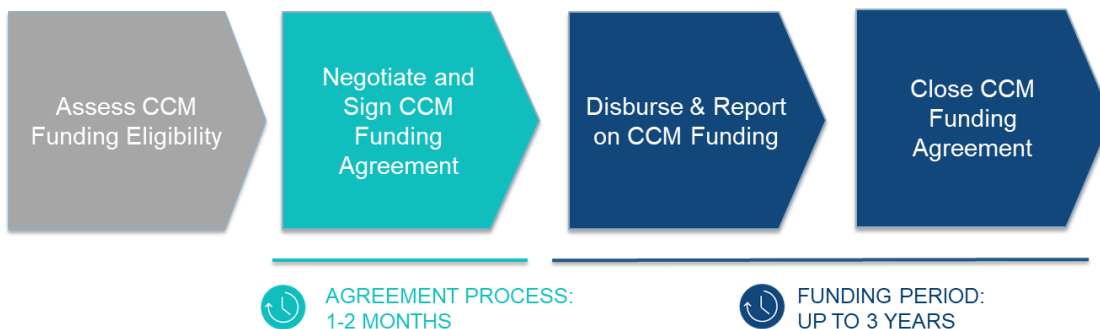 Assess CCM
Funding Eligibility
Negotiate and
Sign CCM
Funding
Agreement
Disburse & Report
on CCM Funding
Close CCM
Funding
Agreement
AGREEMENT PROCESS:
1-2 MONTHS
FUNDING PERIOD:
UP TO 3 YEARS